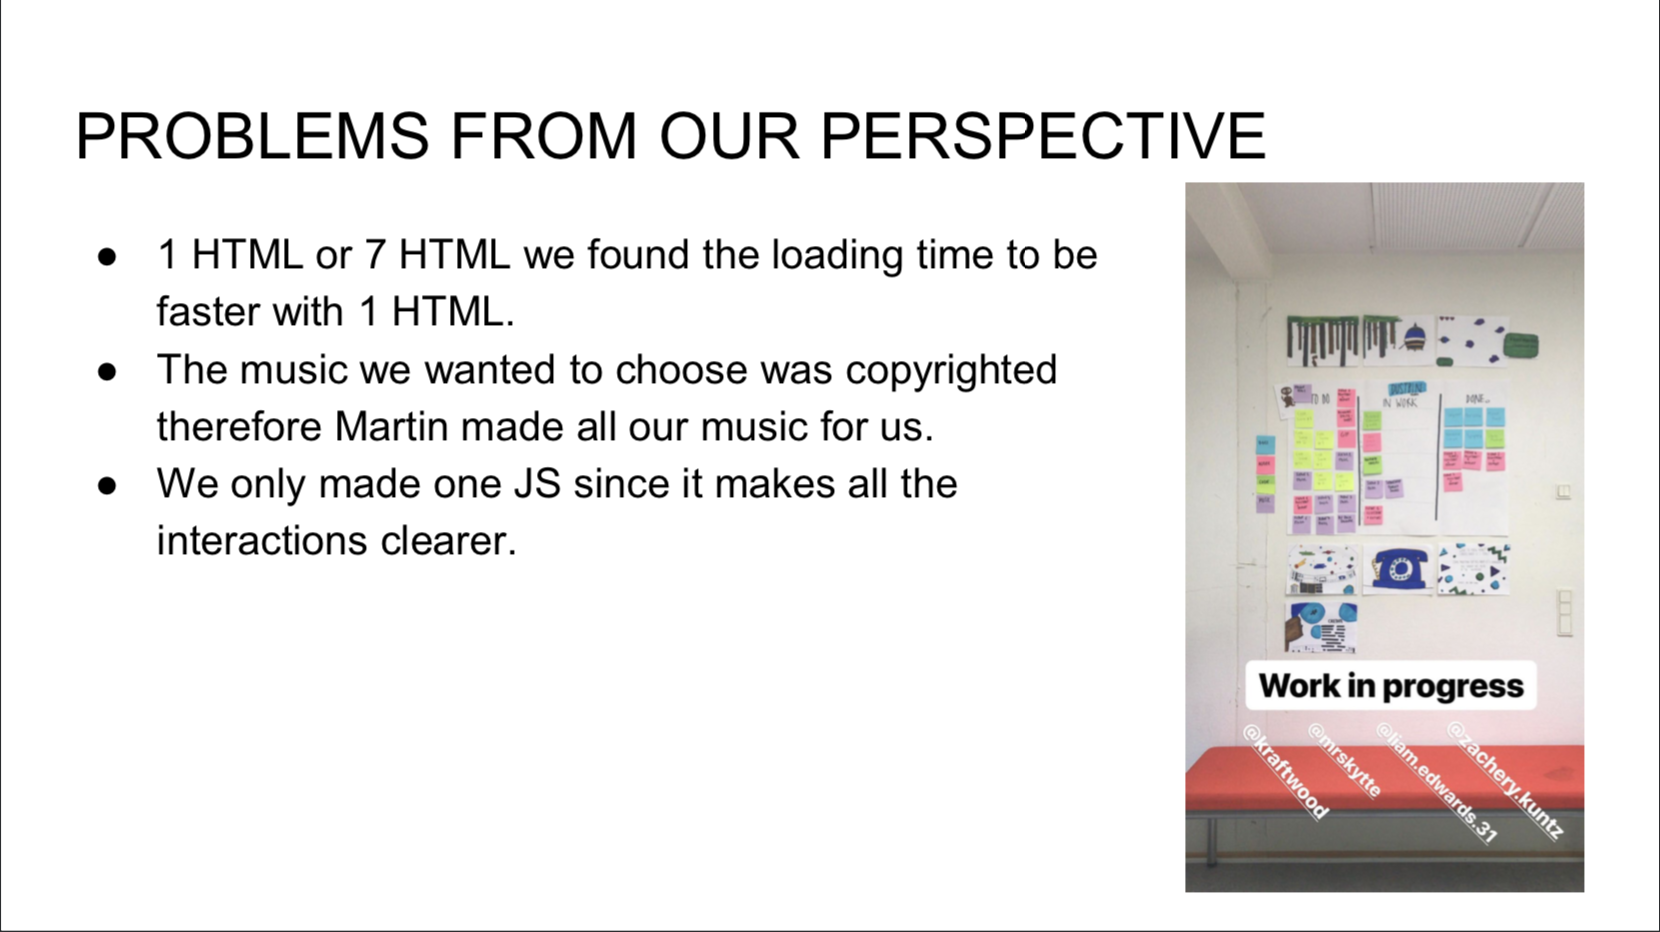 PROBLEMS FROM OUR PERSPECTIVE
● 1 HTML or 7 HTML we found the loading time to be
faster with 1 HTML.
● The music we wanted to choose was copyrighted
therefore Martin made all our music for us.
● We only made one JS since it makes all the
interactions clearer.
TO DO
IN WORK
DONE
Work in progress
@kraftwood
@mrskytte
@liam.edwards.31
@zachery.kuntz